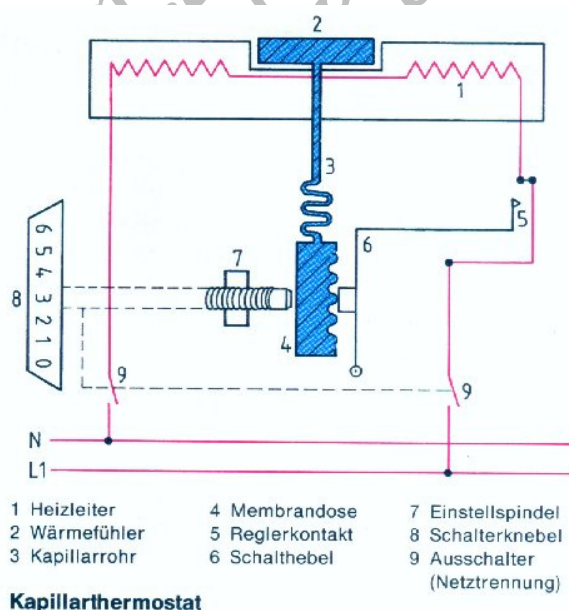 2
1
3
6
5
7
8
6 5 4 3 2 1 0
4
9
9
N
L1
1 Heizleiter
2 Wärmefühler
3 Kapillarrohr
4 Membrandose
5 Reglerkontakt
6 Schalthebel
7 Einstellspindel
8 Schalterknebel
9 Ausschalter
(Netztrennung)
Kapillarthermostat